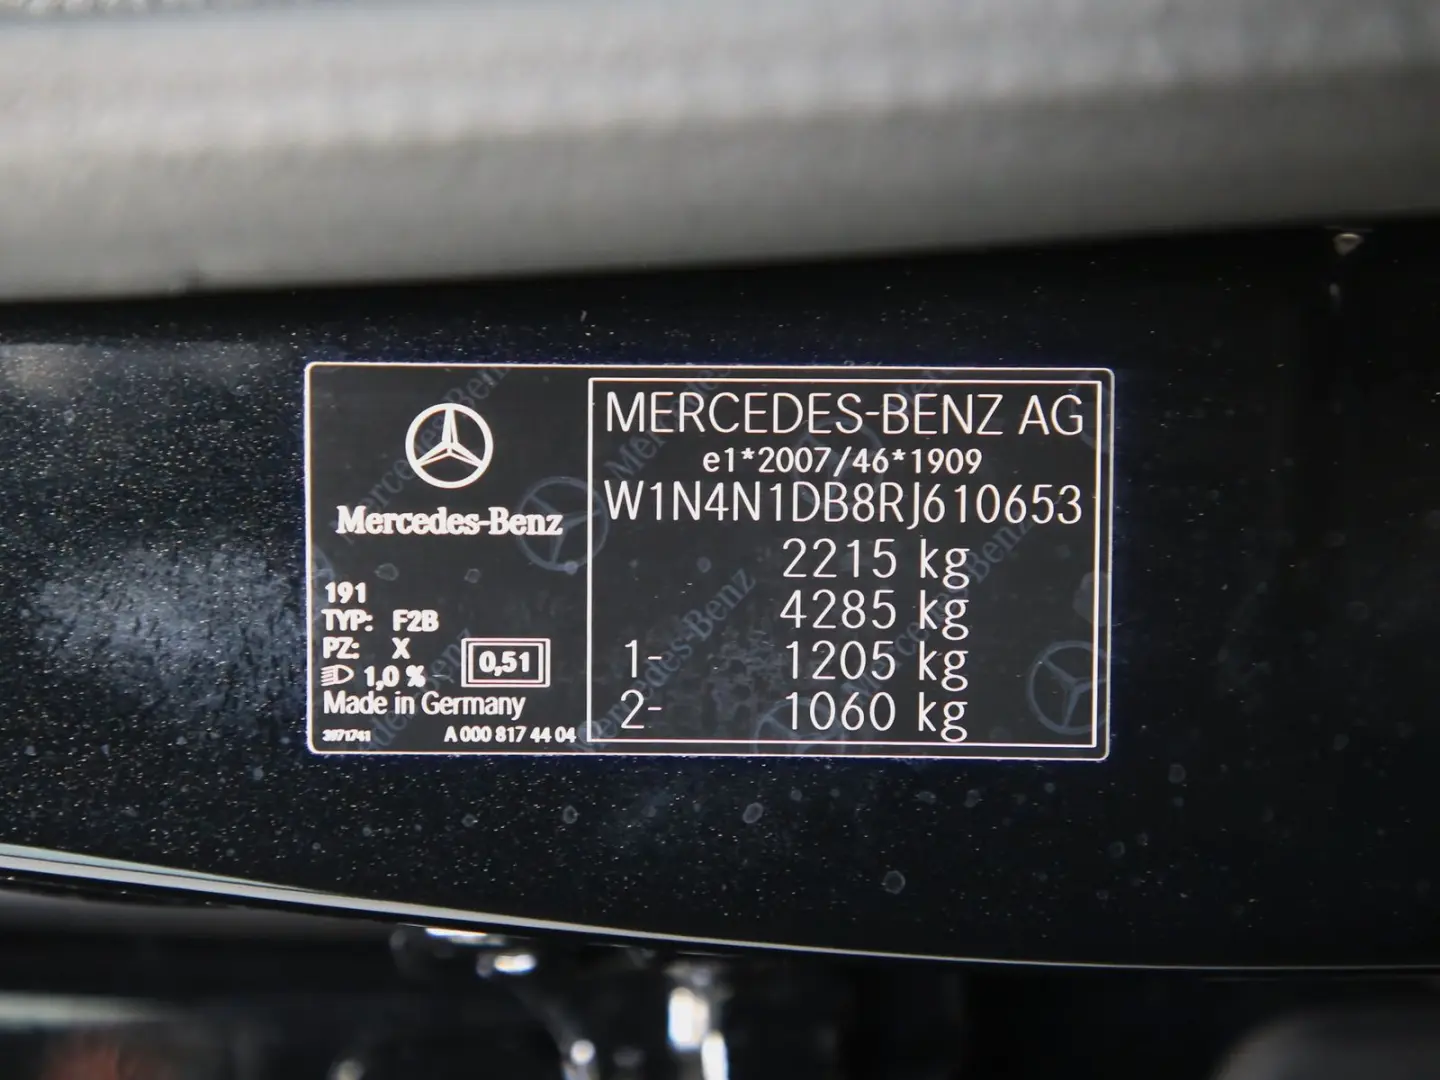 Mercedes-Benz
191
TYP: F2B
PZ: X
1,0 %
0,51
Made in Germany
3971741
A 000 817 44 04
MERCEDES-BENZ AG
e1*2007/46*1909
W1N4N1DB8RJ610653
2215 kg
4285 kg
1- 1205 kg
2- 1060 kg